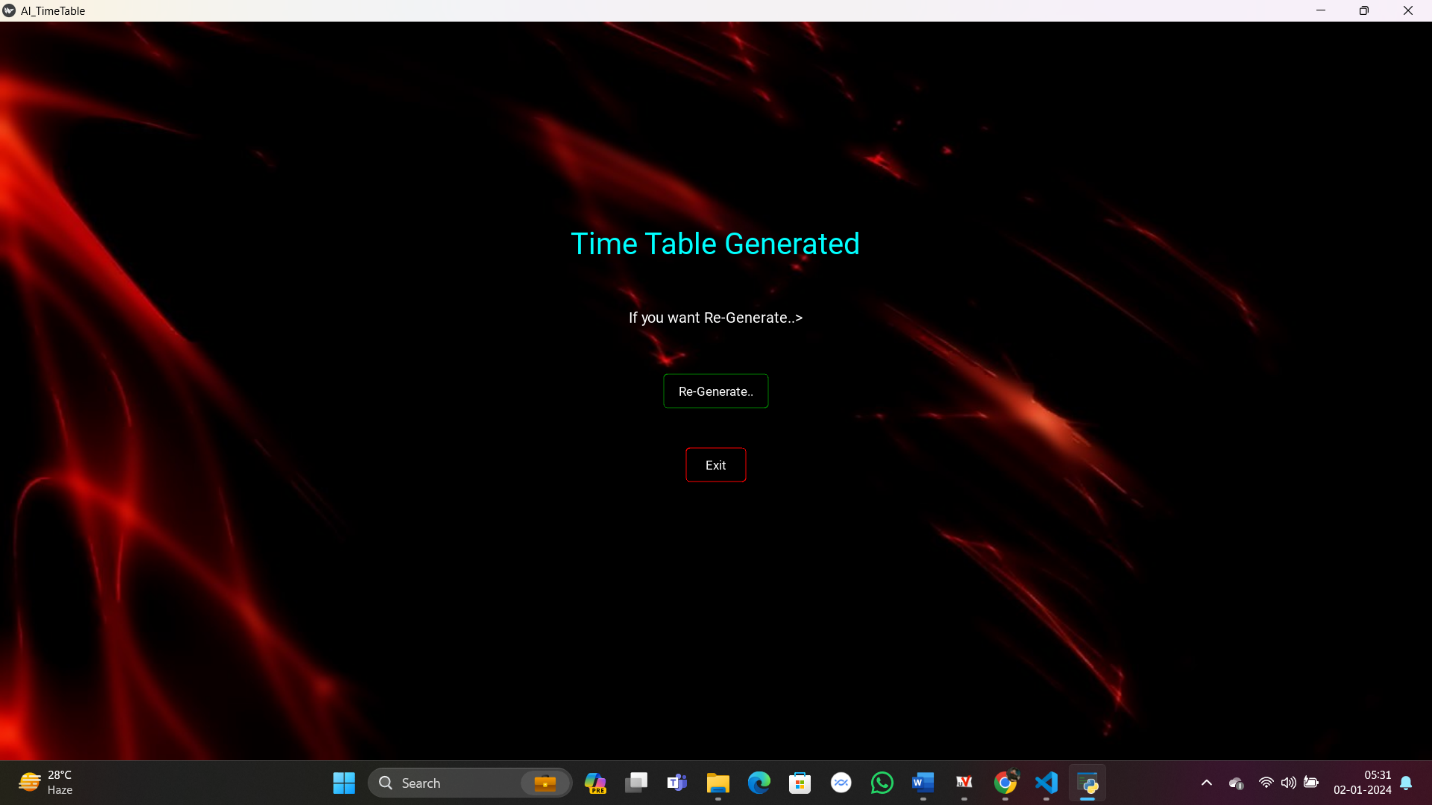 AI_TimeTable
Time Table Generated
If you want Re-Generate..>
Re-Generate..
Exit
28°C
Haze
Search
PRE
05:31
02-01-2024